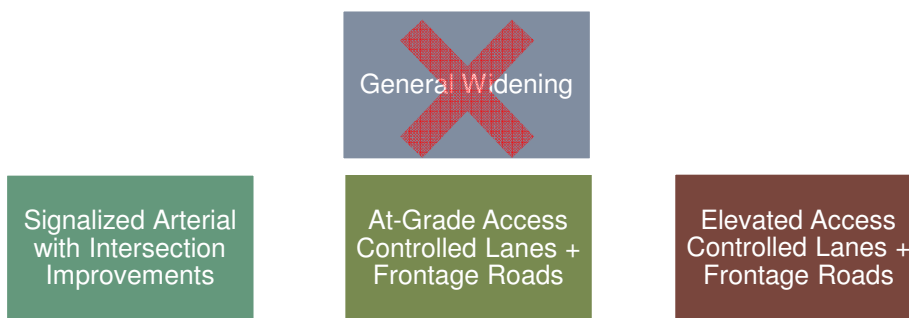 General Widening
Signalized Arterial
with Intersection
Improvements
At-Grade Access
Controlled Lanes +
Frontage Roads
Elevated Access
Controlled Lanes +
Frontage Roads